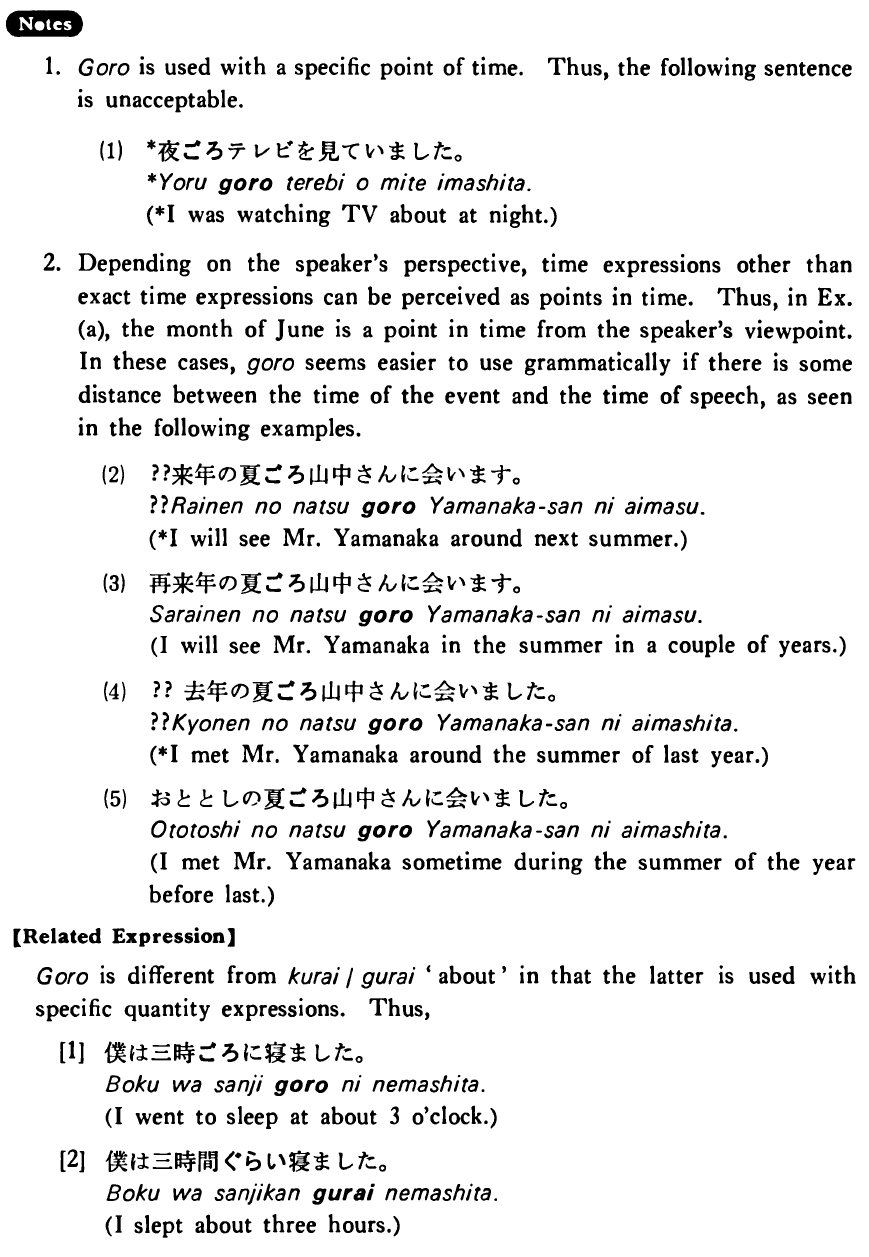 Notes
1. Goro is used with a specific point of time. Thus, the following sentence
is unacceptable.
(1) *夜ごろテレビを見ていました。
*Yoru goro terebi o mite imashita.
(*I was watching TV about at night.)
2. Depending on the speaker's perspective, time expressions other than
exact time expressions can be perceived as points in time. Thus, in Ex.
(a), the month of June is a point in time from the speaker's viewpoint.
In these cases, goro seems easier to use grammatically if there is some
distance between the time of the event and the time of speech, as seen
in the following examples.
(2) ??来年の夏ごろ山中さんに会います。
??Rainen no natsu goro Yamanaka-san ni aimasu.
(*I will see Mr. Yamanaka around next summer.)
(3) 再来年の夏ごろ山中さんに会います。
Sarainen no natsu goro Yamanaka-san ni aimasu.
(I will see Mr. Yamanaka in the summer in a couple of years.)
(4) ?? 去年の夏ごろ山中さんに会いました。
??Kyonen no natsu goro Yamanaka-san ni aimashita.
(*I met Mr. Yamanaka around the summer of last year.)
(5) おととしの夏ごろ山中さんに会いました。
Ototoshi no natsu goro Yamanaka-san ni aimashita.
(I met Mr. Yamanaka sometime during the summer of the year
before last.)
【Related Expression】
Goro is different from kurai / gurai ‘about’ in that the latter is used with
specific quantity expressions. Thus,
[1] 僕は三時ごろに寝ました。
Boku wa sanji goro ni nemashita.
(I went to sleep at about 3 o'clock.)
[2] 僕は三時間ぐらい寝ました。
Boku wa sanjikan gurai nemashita.
(I slept about three hours.)